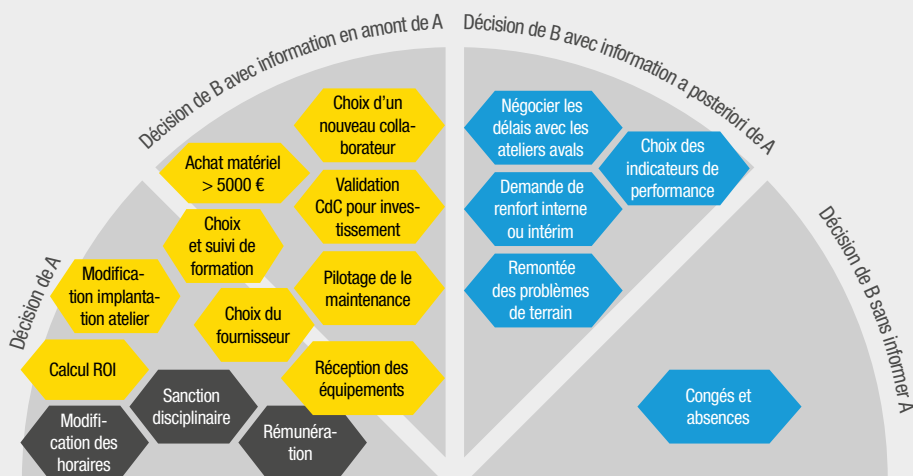 Décision de A
Décision de B avec information en amont de A
Décision de B avec information a posteriori de A
Décision de B sans informer A
Choix d'un
nouveau colla-
borateur
Achat matériel
> 5000 €
Validation
CdC pour inves-
tissement
Choix
et suivi de
formation
Pilotage de le
maintenance
Modifica-
tion implan-
tation atelier
Choix du
fournisseur
Calcul ROI
Réception des
équipements
Sanction
disciplinaire
Modifi-
cation des
horaires
Rémunéra-
tion
Négocier les
délais avec les
ateliers avals
Choix des
indicateurs de
performance
Demande de
renfort interne
ou intérim
Remontée
des problèmes
de terrain
Congés et
absences